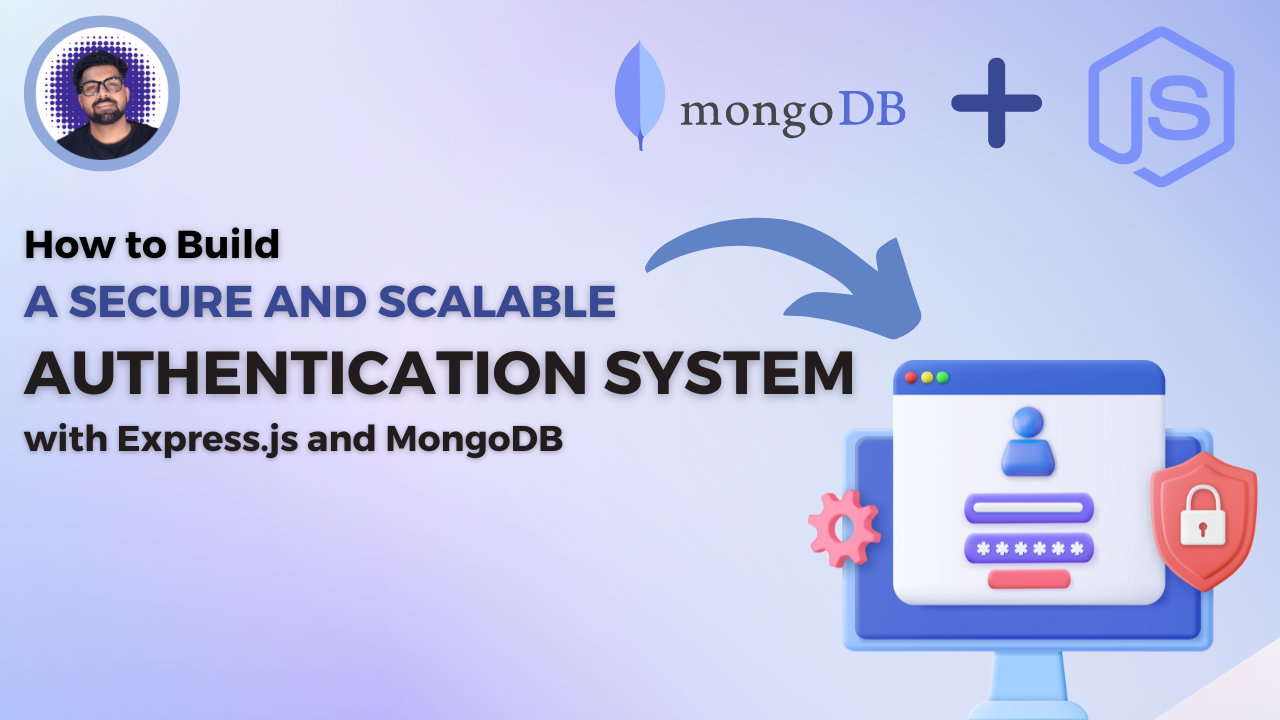 mongoDB
JS
How to Build
A SECURE AND SCALABLE
AUTHENTICATION SYSTEM
with Express.js and MongoDB
******